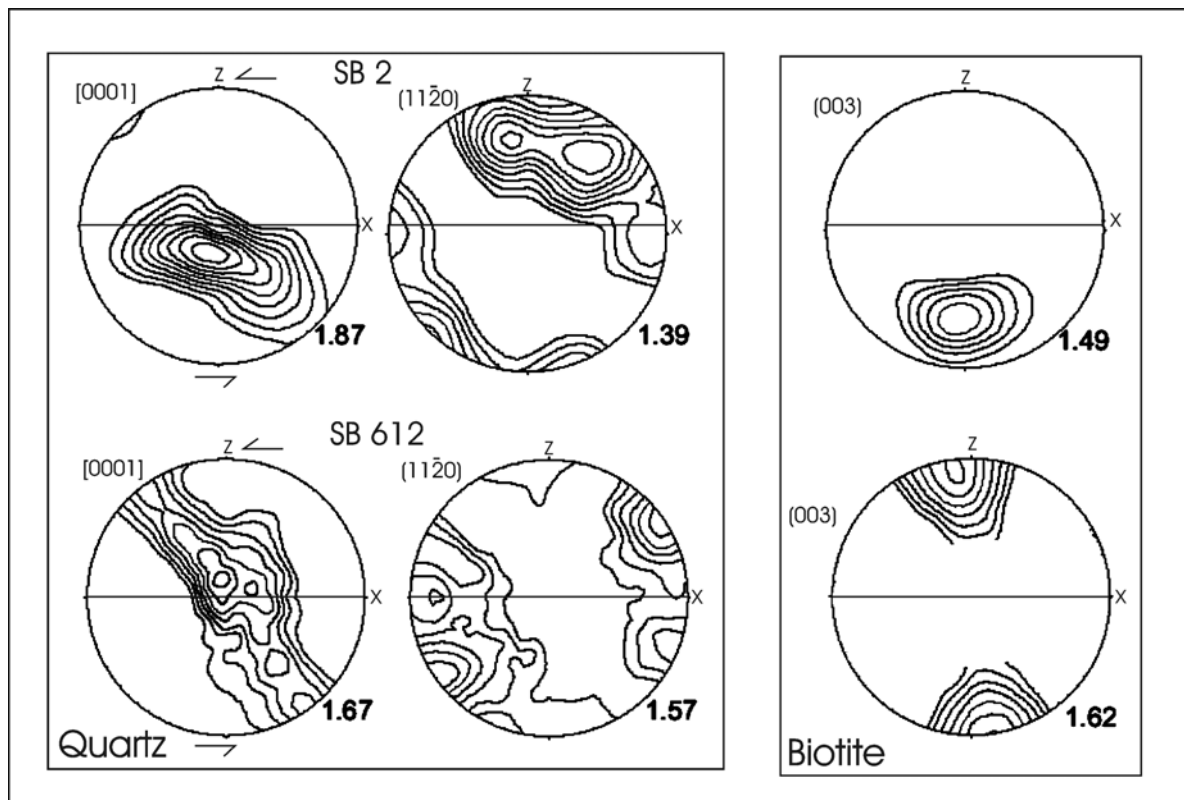 SB 2
[0001]
Z
X
1.87
(112̄0)
Z
X
1.39
SB 612
[0001]
Z
X
1.67
(112̄0)
Z
X
1.57
Quartz
(003)
Z
X
1.49
(003)
Z
X
1.62
Biotite